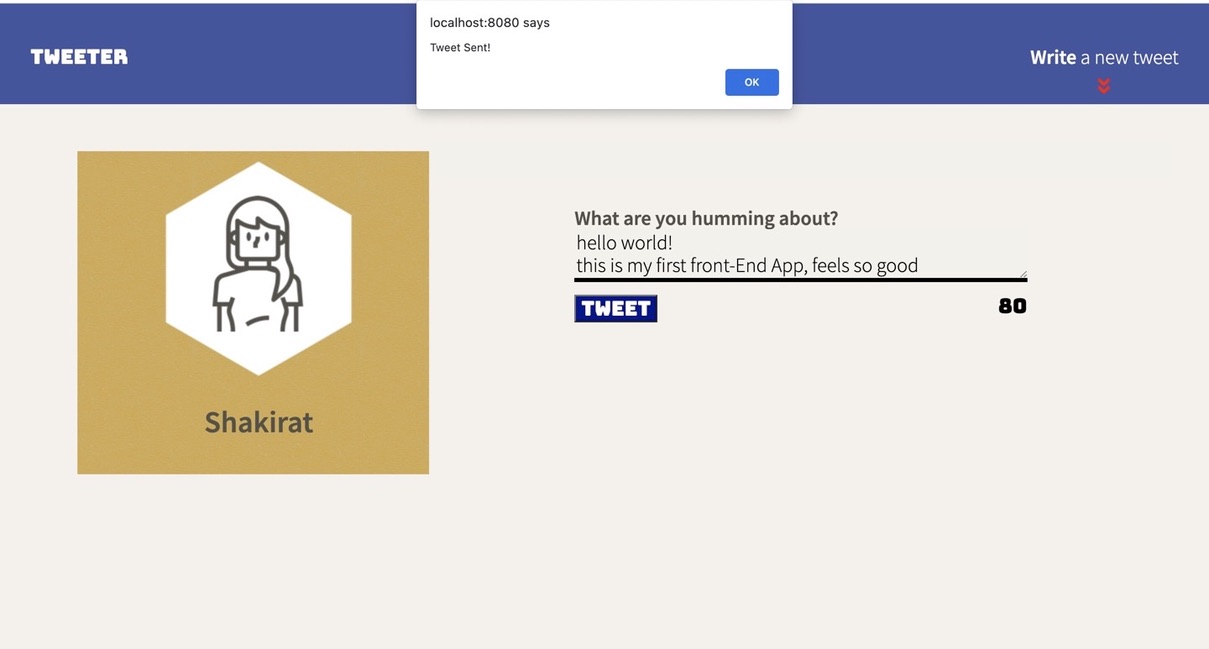 localhost:8080 says
Tweet Sent!
OK
TWEETER
Write a new tweet
Shakirat
What are you humming about?
hello world!
this is my first front-End App, feels so good
TWEET
80